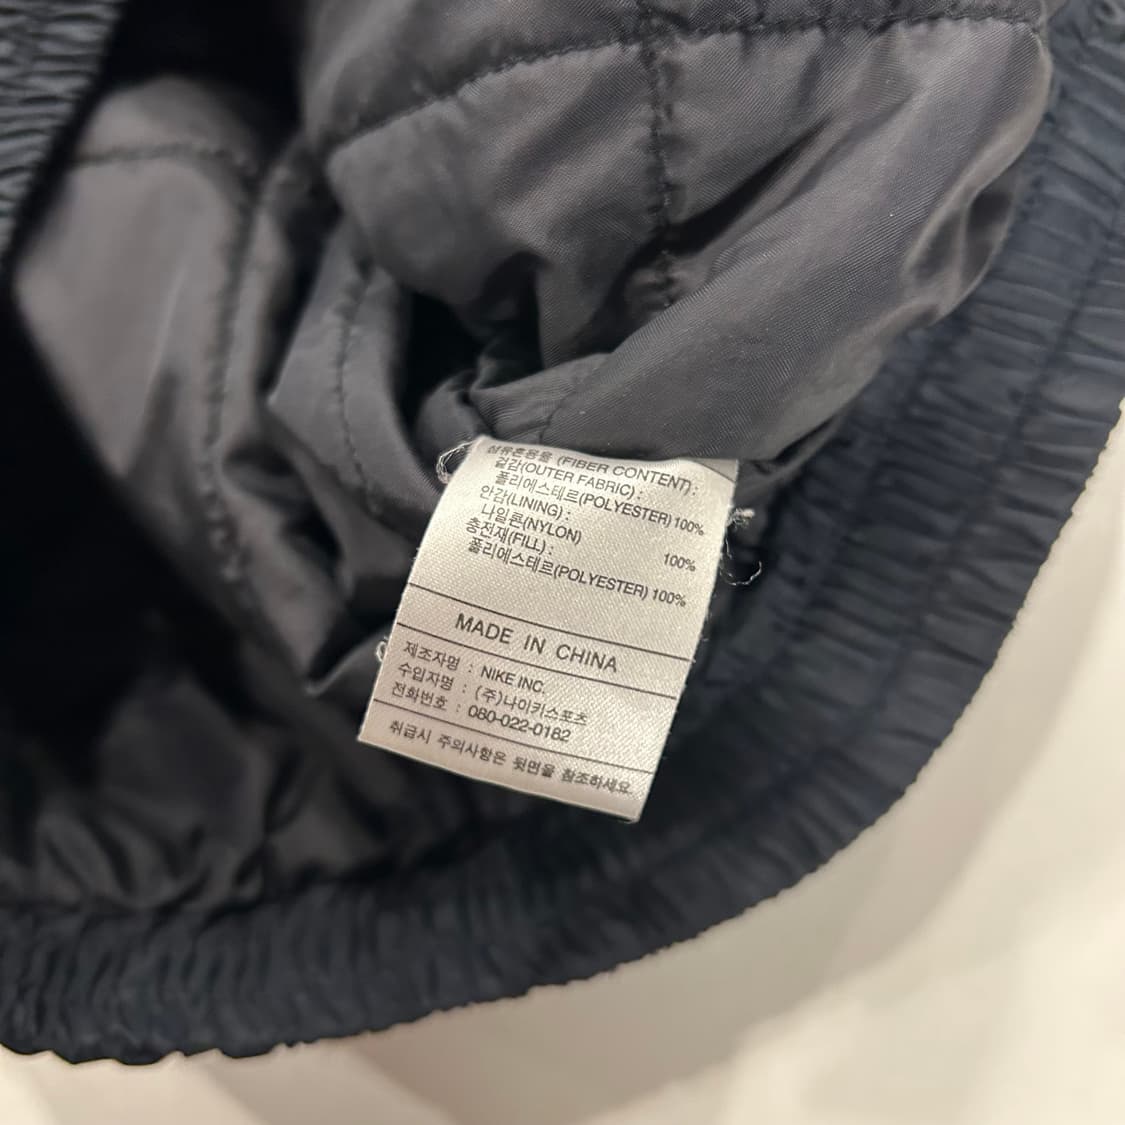 섬유혼용율 (FIBER CONTENT)
겉감(OUTER FABRIC) :
폴리에스테르(POLYESTER) 100%
안감(LINING) :
나일론(NYLON) 100%
충전재(FILL) :
폴리에스테르(POLYESTER) 100%
MADE IN CHINA
제조자명 : NIKE INC.
수입자명 : (주)나이키스포츠
전화번호 : 080-022-0182
취급시 주의사항은 뒷면을 참조하세요.